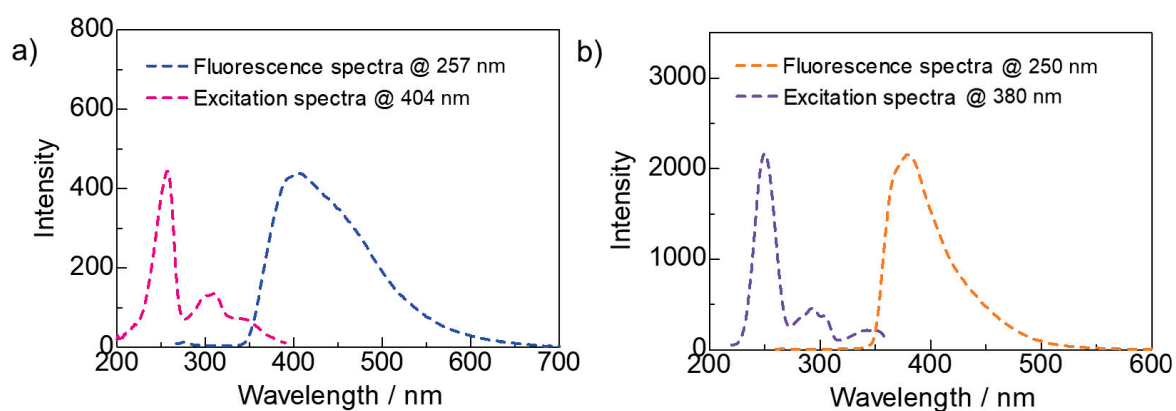 a)
800
600
400
200
0
Intensity
Fluorescence spectra @ 257 nm
Excitation spectra @ 404 nm
200 300 400 500 600 700
Wavelength / nm
b)
3000
2000
1000
0
Intensity
Fluorescence spectra @ 250 nm
Excitation spectra @ 380 nm
200 300 400 500 600
Wavelength / nm